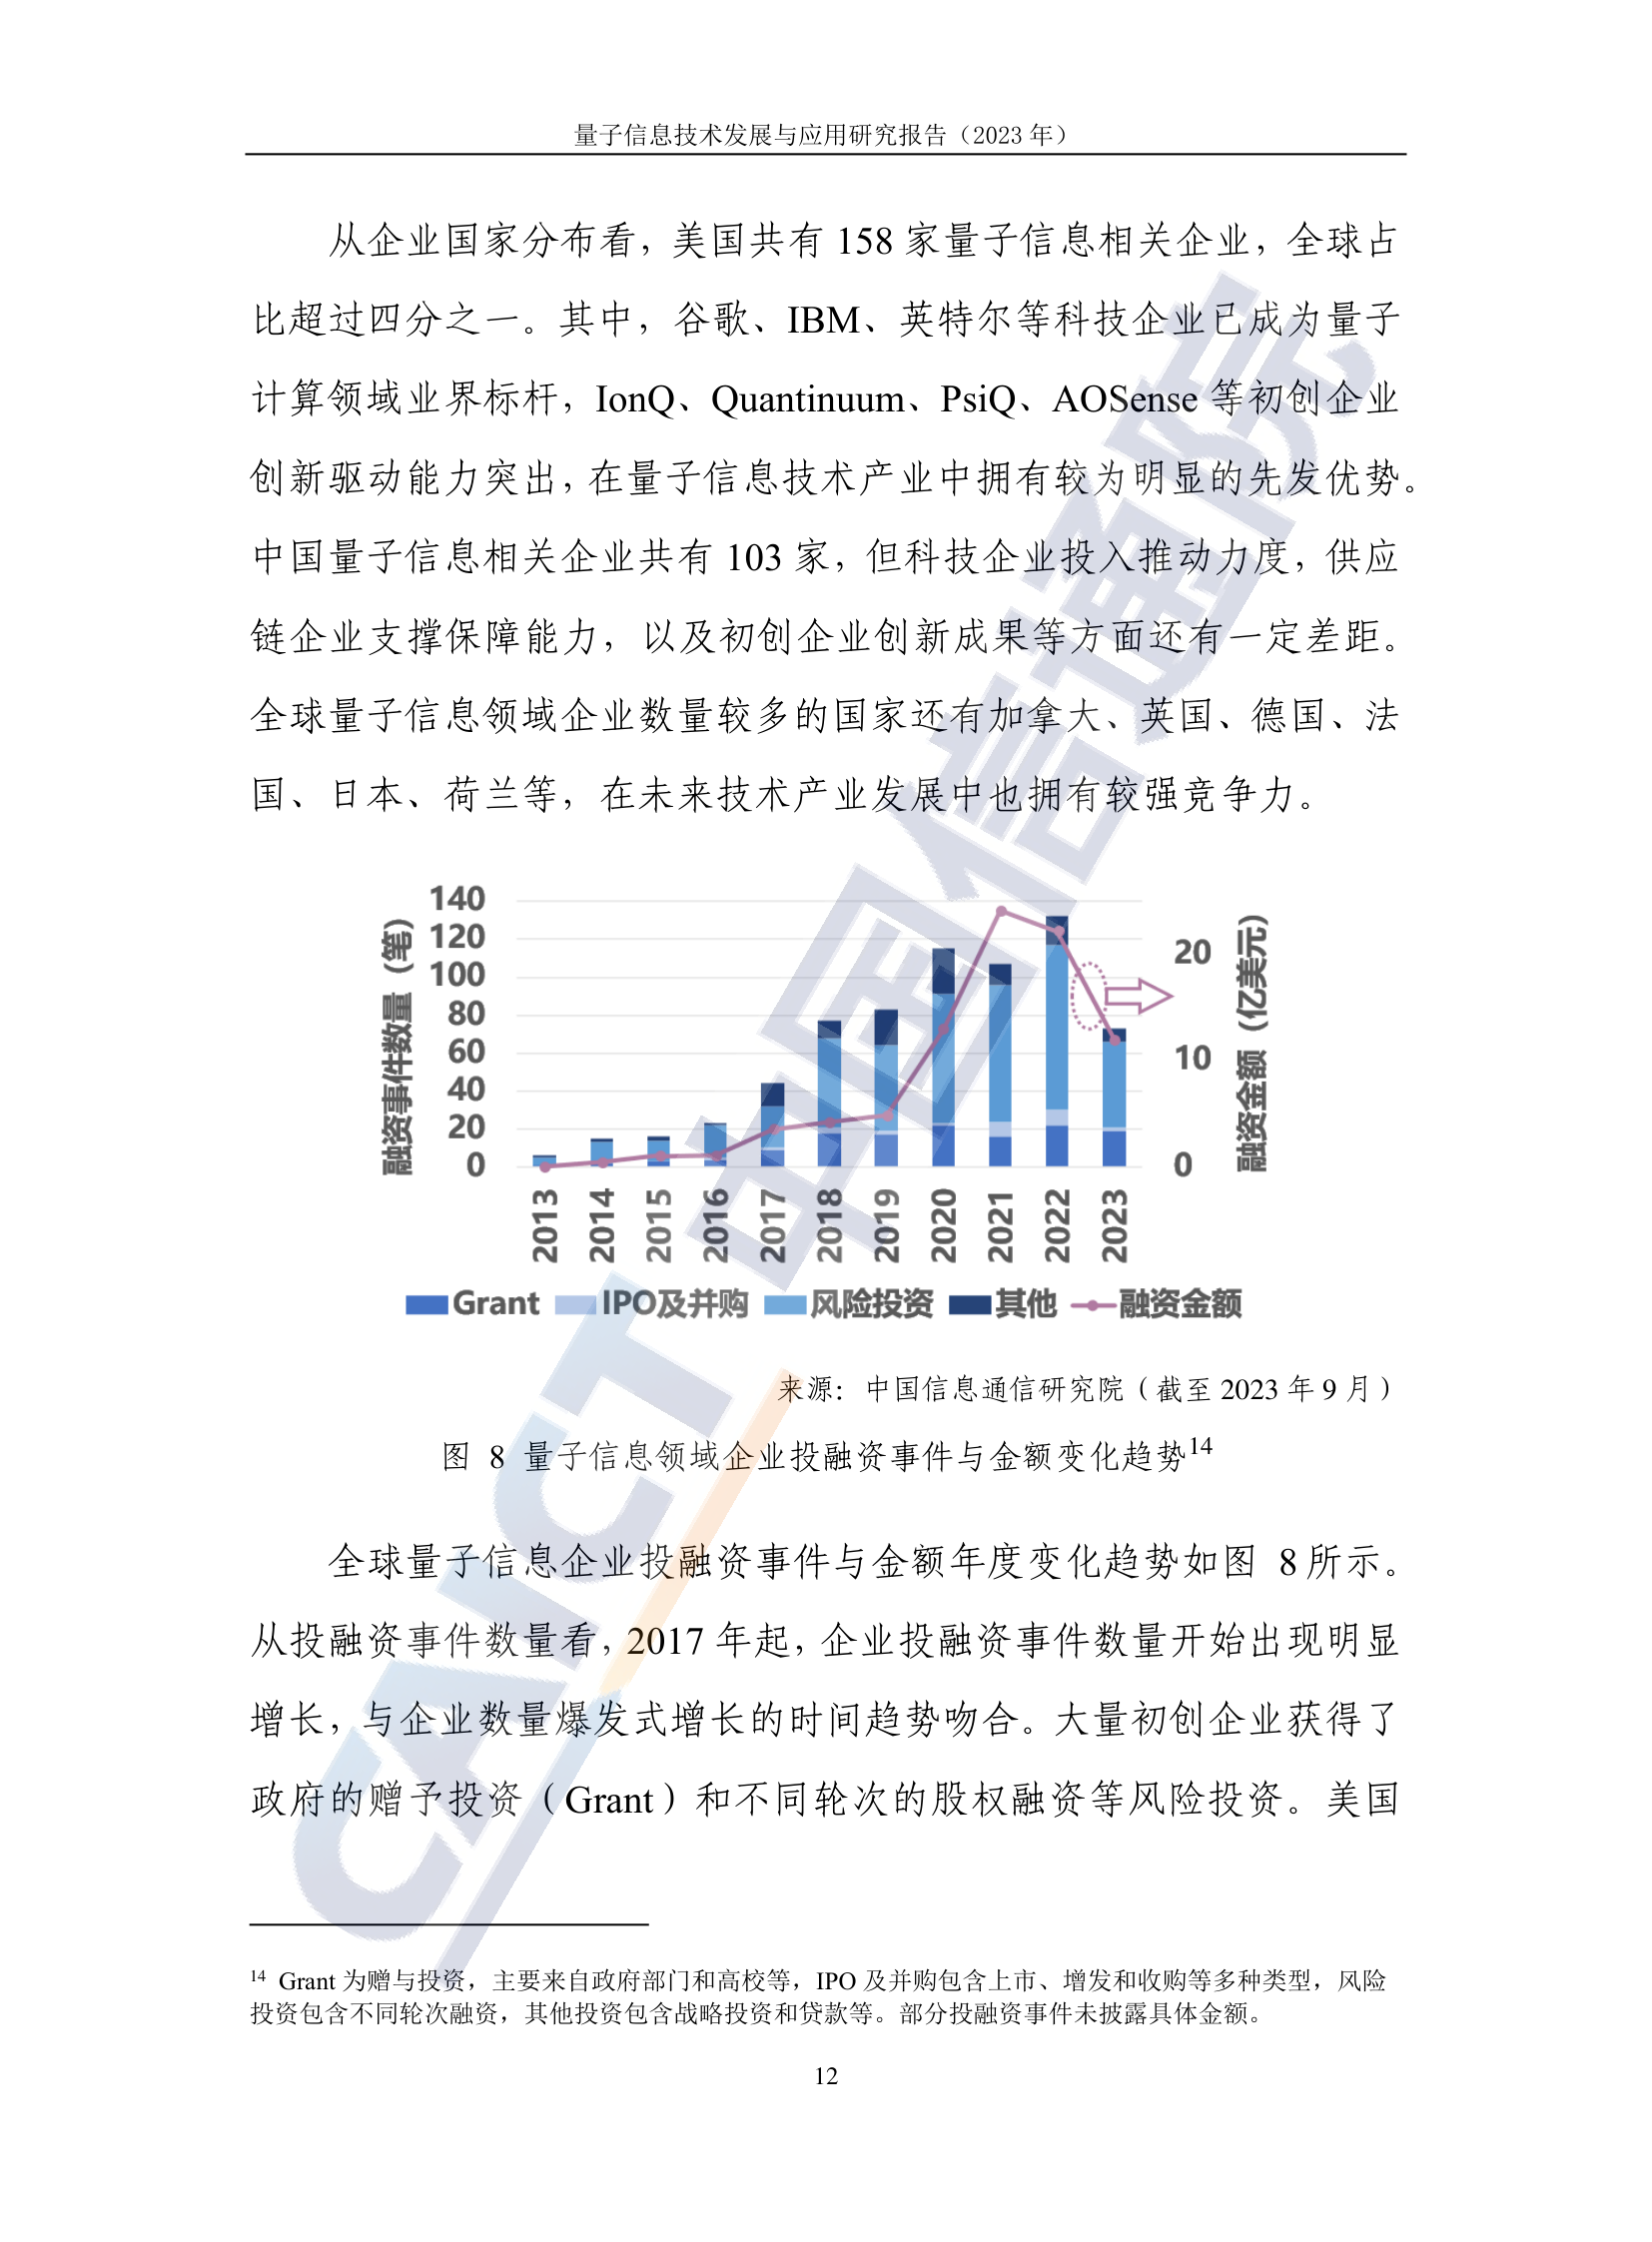 量子信息技术发展与应用研究报告（2023 年）
从企业国家分布看，美国共有 158 家量子信息相关企业，全球占
比超过四分之一。其中，谷歌、IBM、英特尔等科技企业已成为量子
计算领域业界标杆，IonQ、Quantinuum、PsiQ、AOSense 等初创企业
创新驱动能力突出，在量子信息技术产业中拥有较为明显的先发优势。
中国量子信息相关企业共有 103 家，但科技企业投入推动力度，供应
链企业支撑保障能力，以及初创企业创新成果等方面还有一定差距。
全球量子信息领域企业数量较多的国家还有加拿大、英国、德国、法
国、日本、荷兰等，在未来技术产业发展中也拥有较强竞争力。
融资事件数量（笔）
140
120
100
80
60
40
20
0
20
10
0
融资金额（亿美元）
2013 2014 2015 2016 2017 2018 2019 2020 2021 2022 2023
Grant IPO及并购 风险投资 其他 融资金额
来源：中国信息通信研究院（截至 2023 年 9 月）
图 8 量子信息领域企业投融资事件与金额变化趋势14
全球量子信息企业投融资事件与金额年度变化趋势如图 8所示。
从投融资事件数量看，2017 年起，企业投融资事件数量开始出现明显
增长，与企业数量爆发式增长的时间趋势吻合。大量初创企业获得了
政府的赠予投资（Grant）和不同轮次的股权融资等风险投资。美国
14 Grant 为赠与投资，主要来自政府部门和高校等，IPO 及并购包含上市、增发和收购等多种类型，风险
投资包含不同轮次融资，其他投资包含战略投资和贷款等。部分投融资事件未披露具体金额。
12
CAICT 中国信通院